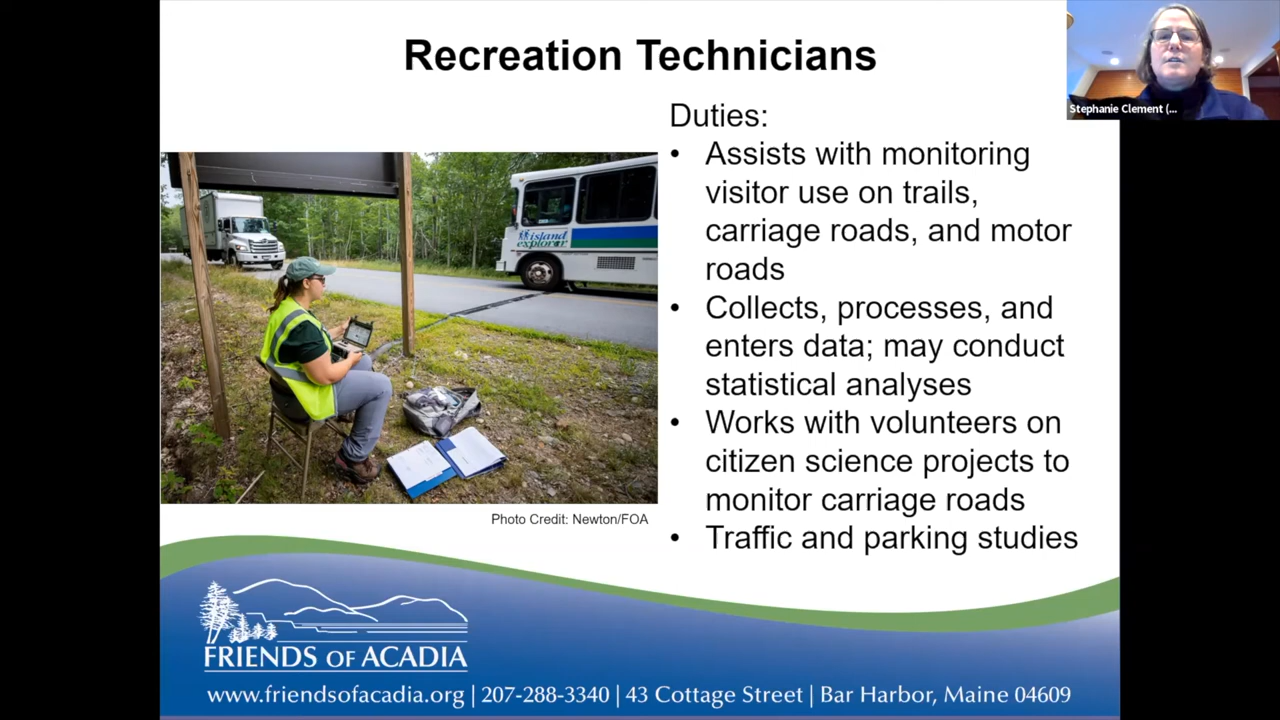 Recreation Technicians
Stephanie Clement (...
Duties:
• Assists with monitoring
visitor use on trails,
carriage roads, and motor
roads
• Collects, processes, and
enters data; may conduct
statistical analyses
• Works with volunteers on
citizen science projects to
monitor carriage roads
• Traffic and parking studies
island
explorer
Photo Credit: Newton/FOA
FRIENDS OF ACADIA
www.friendsofacadia.org | 207-288-3340 | 43 Cottage Street | Bar Harbor, Maine 04609